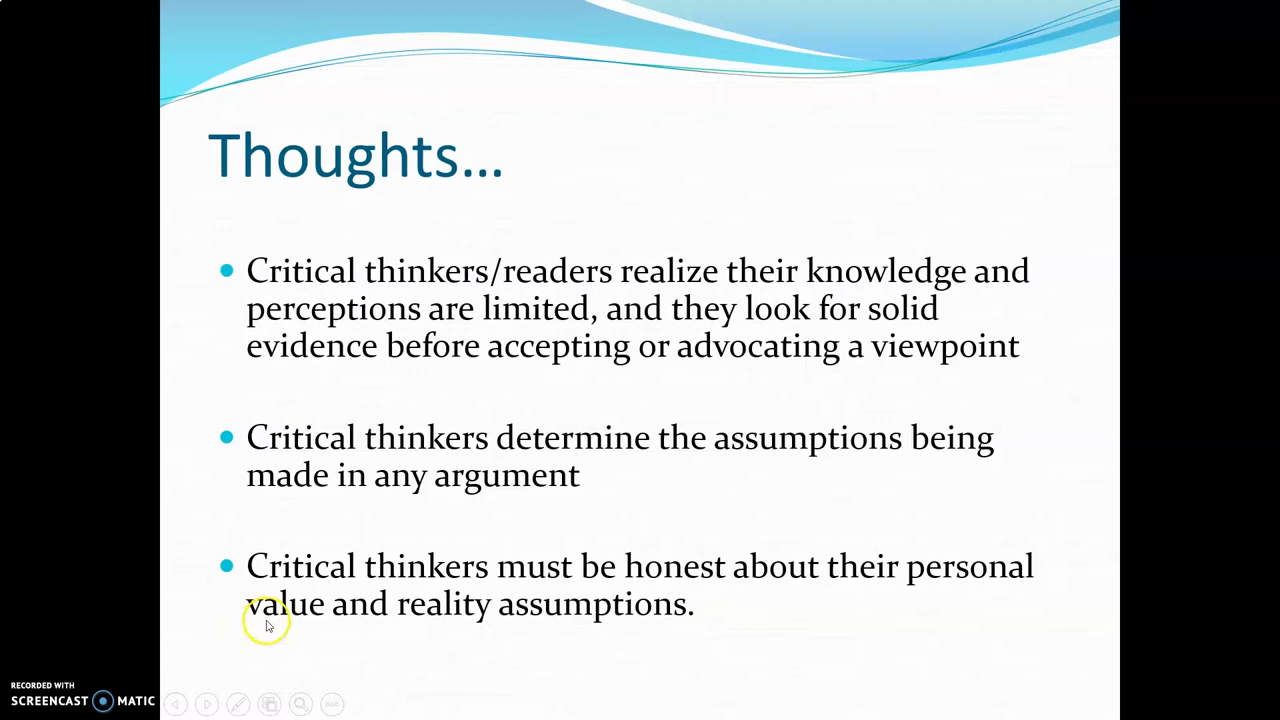 Thoughts...
Critical thinkers/readers realize their knowledge and
perceptions are limited, and they look for solid
evidence before accepting or advocating a viewpoint
Critical thinkers determine the assumptions being
made in any argument
Critical thinkers must be honest about their personal
value and reality assumptions.
RECORDED WITH
SCREENCAST MATIC